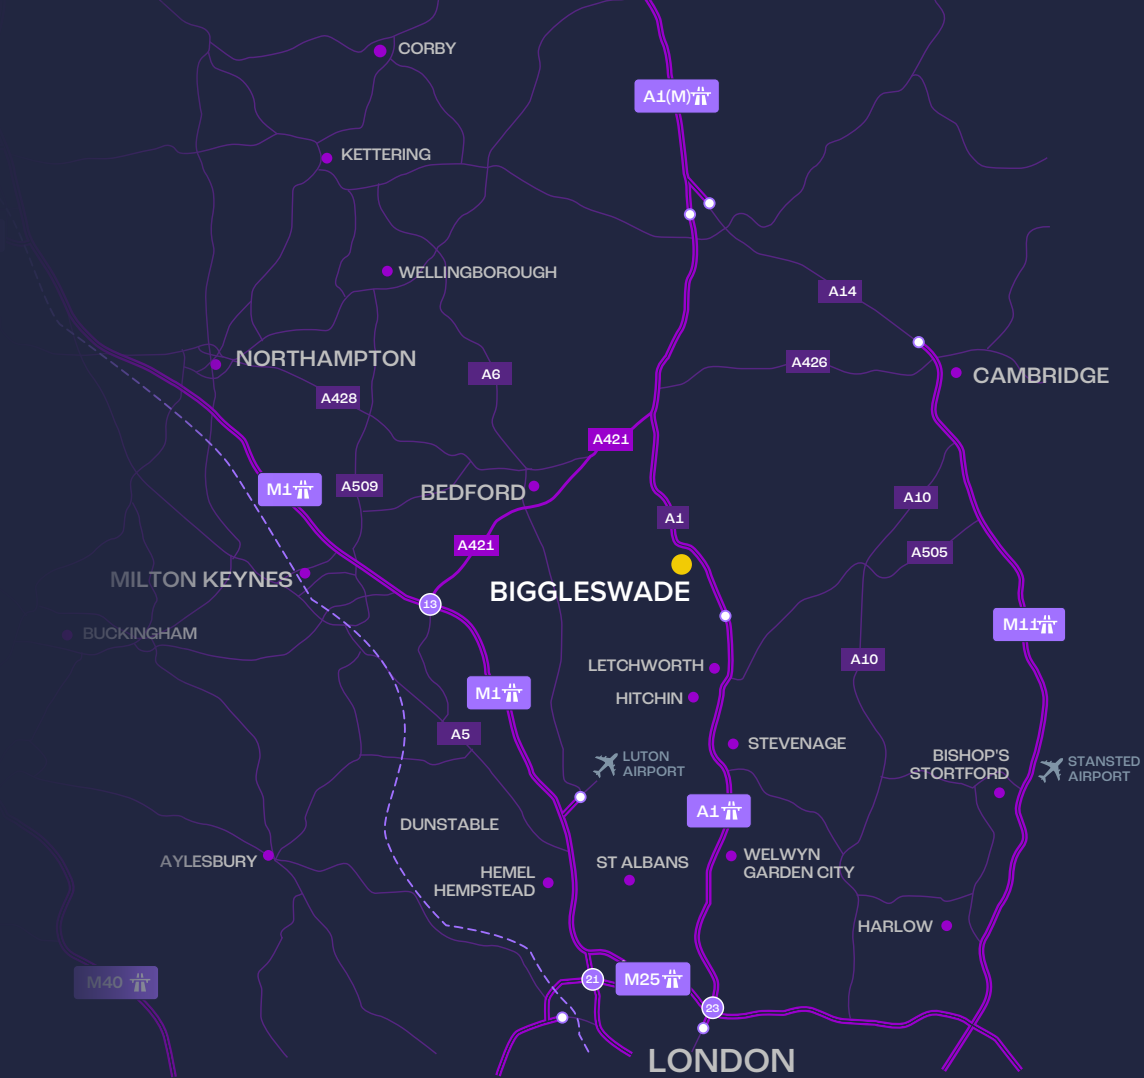 CORBY
A1(M)
KETTERING
WELLINGBOROUGH
A14
NORTHAMPTON
A6
A426
CAMBRIDGE
A428
A421
M1
A509
BEDFORD
A10
A1
A421
A505
MILTON KEYNES
BIGGLESWADE
13
M11
BUCKINGHAM
LETCHWORTH
A10
M1
HITCHIN
A5
STEVENAGE
LUTON
AIRPORT
BISHOP'S
STORTFORD
STANSTED
AIRPORT
A1
DUNSTABLE
AYLESBURY
ST ALBANS
WELWYN
GARDEN CITY
HEMEL
HEMPSTEAD
HARLOW
M40
21
M25
23
LONDON